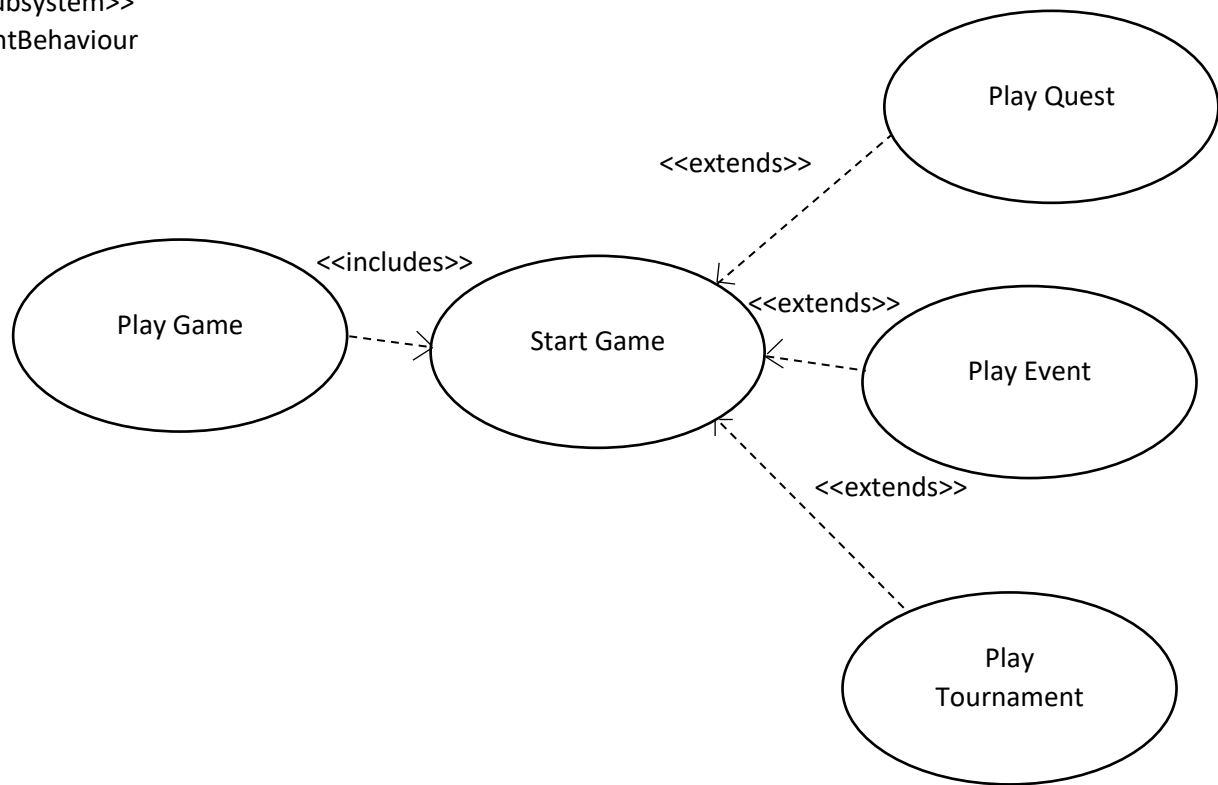 ubsystem>>
ntBehaviour
Play Quest
<<extends>>
<<includes>>
<<extends>>
Play Game
Start Game
Play Event
<<extends>>
Play
Tournament